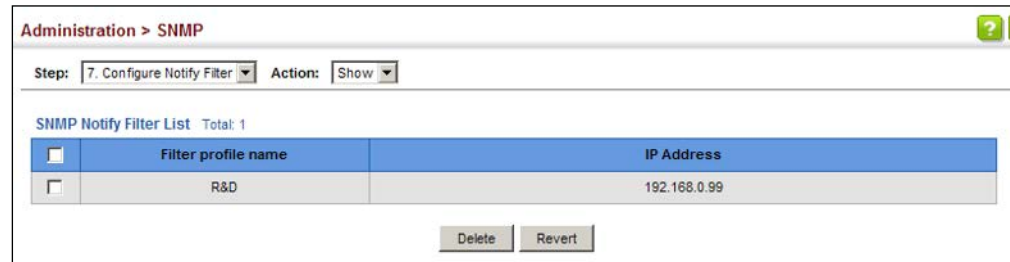 Administration > SNMP
?
Step: 7. Configure Notify Filter Action: Show
SNMP Notify Filter List Total: 1
Filter profile name IP Address
R&D 192.168.0.99
Delete Revert